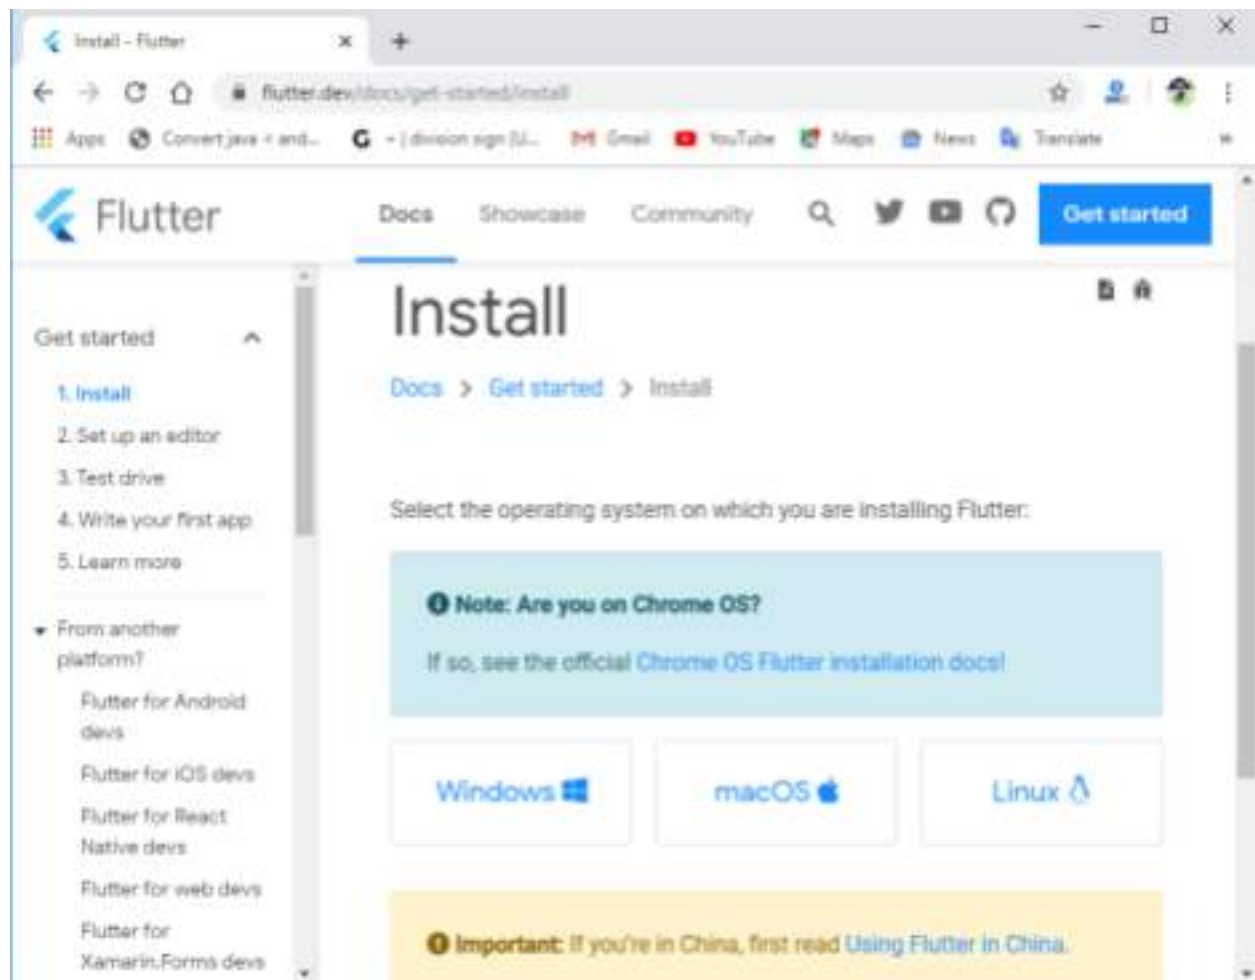 Install - Flutter
flutter.dev/docs/get-started/install
Apps Convert java < and... G ÷ | division sign (U... Gmail YouTube Maps News Translate
Flutter Docs Showcase Community Get started
Install
Get started
Docs > Get started > Install
1. Install
2. Set up an editor
3. Test drive
4. Write your first app
5. Learn more
From another
platform?
Flutter for Android
devs
Flutter for iOS devs
Flutter for React
Native devs
Flutter for web devs
Flutter for
Xamarin.Forms devs
Select the operating system on which you are installing Flutter:
Note: Are you on Chrome OS?
If so, see the official Chrome OS Flutter installation docs!
Windows macOS Linux
Important: If you're in China, first read Using Flutter in China.